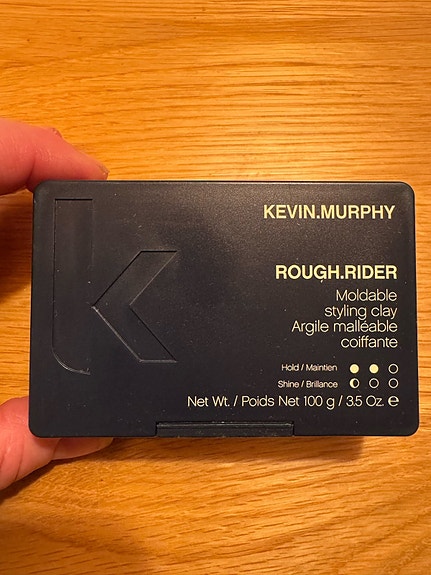 KEVIN.MURPHY
ROUGH.RIDER
Moldable
styling clay
Argile malléable
coiffante
Hold / Maintien
Shine / Brillance
Net Wt. / Poids Net 100 g / 3.5 Oz. ℮